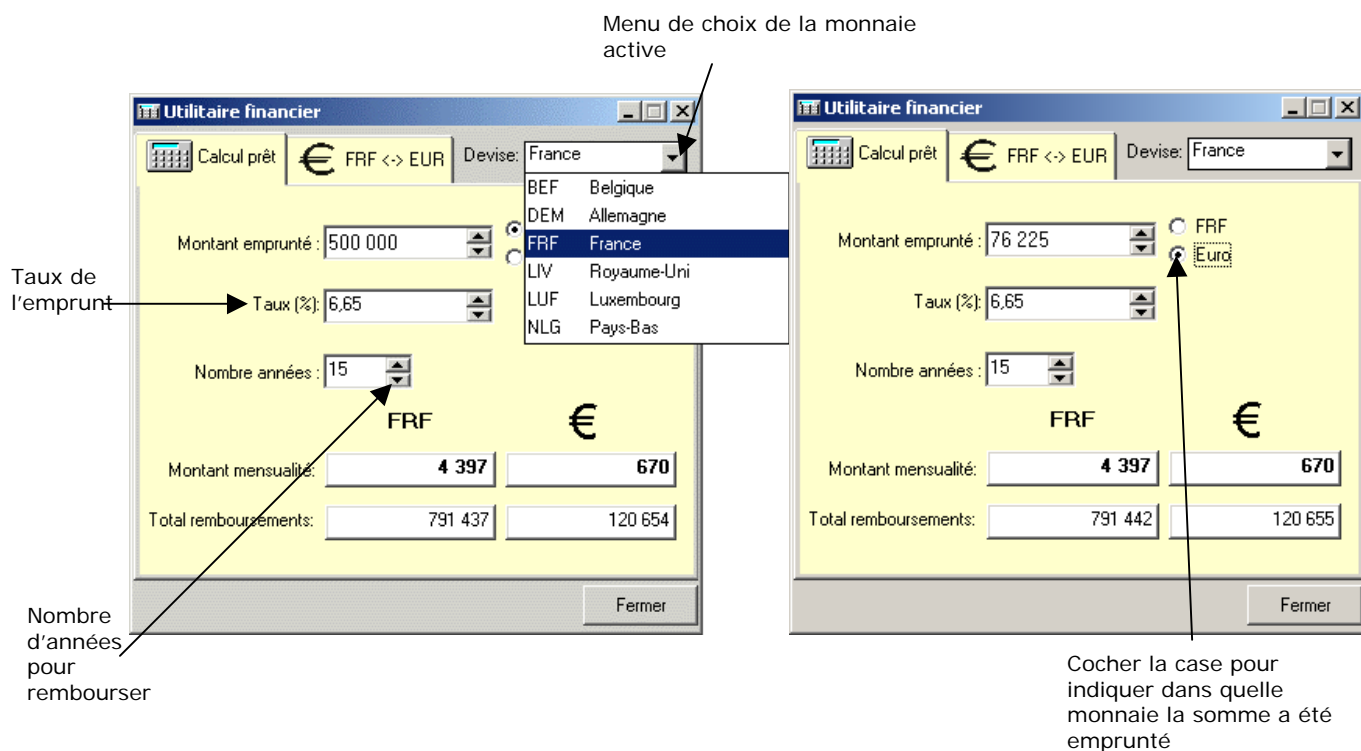 Menu de choix de la monnaie
active
Utilitaire financier
Calcul prêt
€ FRF <-> EUR
Devise: France
BEF Belgique
DEM Allemagne
FRF France
LIV Royaume-Uni
LUF Luxembourg
NLG Pays-Bas
Montant emprunté : 500 000
Taux (%): 6,65
Nombre années : 15
FRF €
Montant mensualité: 4 397 670
Total remboursements: 791 437 120 654
Fermer
Taux de
l'emprunt
Nombre
d'années
pour
rembourser
Utilitaire financier
Calcul prêt
€ FRF <-> EUR
Devise: France
Montant emprunté : 76 225
FRF
Euro
Taux (%): 6,65
Nombre années : 15
FRF €
Montant mensualité: 4 397 670
Total remboursements: 791 442 120 655
Fermer
Cocher la case pour
indiquer dans quelle
monnaie la somme a été
emprunté